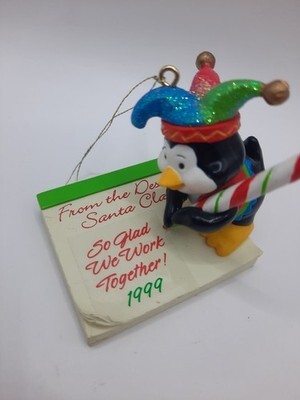 From the Des
Santa Cla
So Glad
We Work
Together!
1999